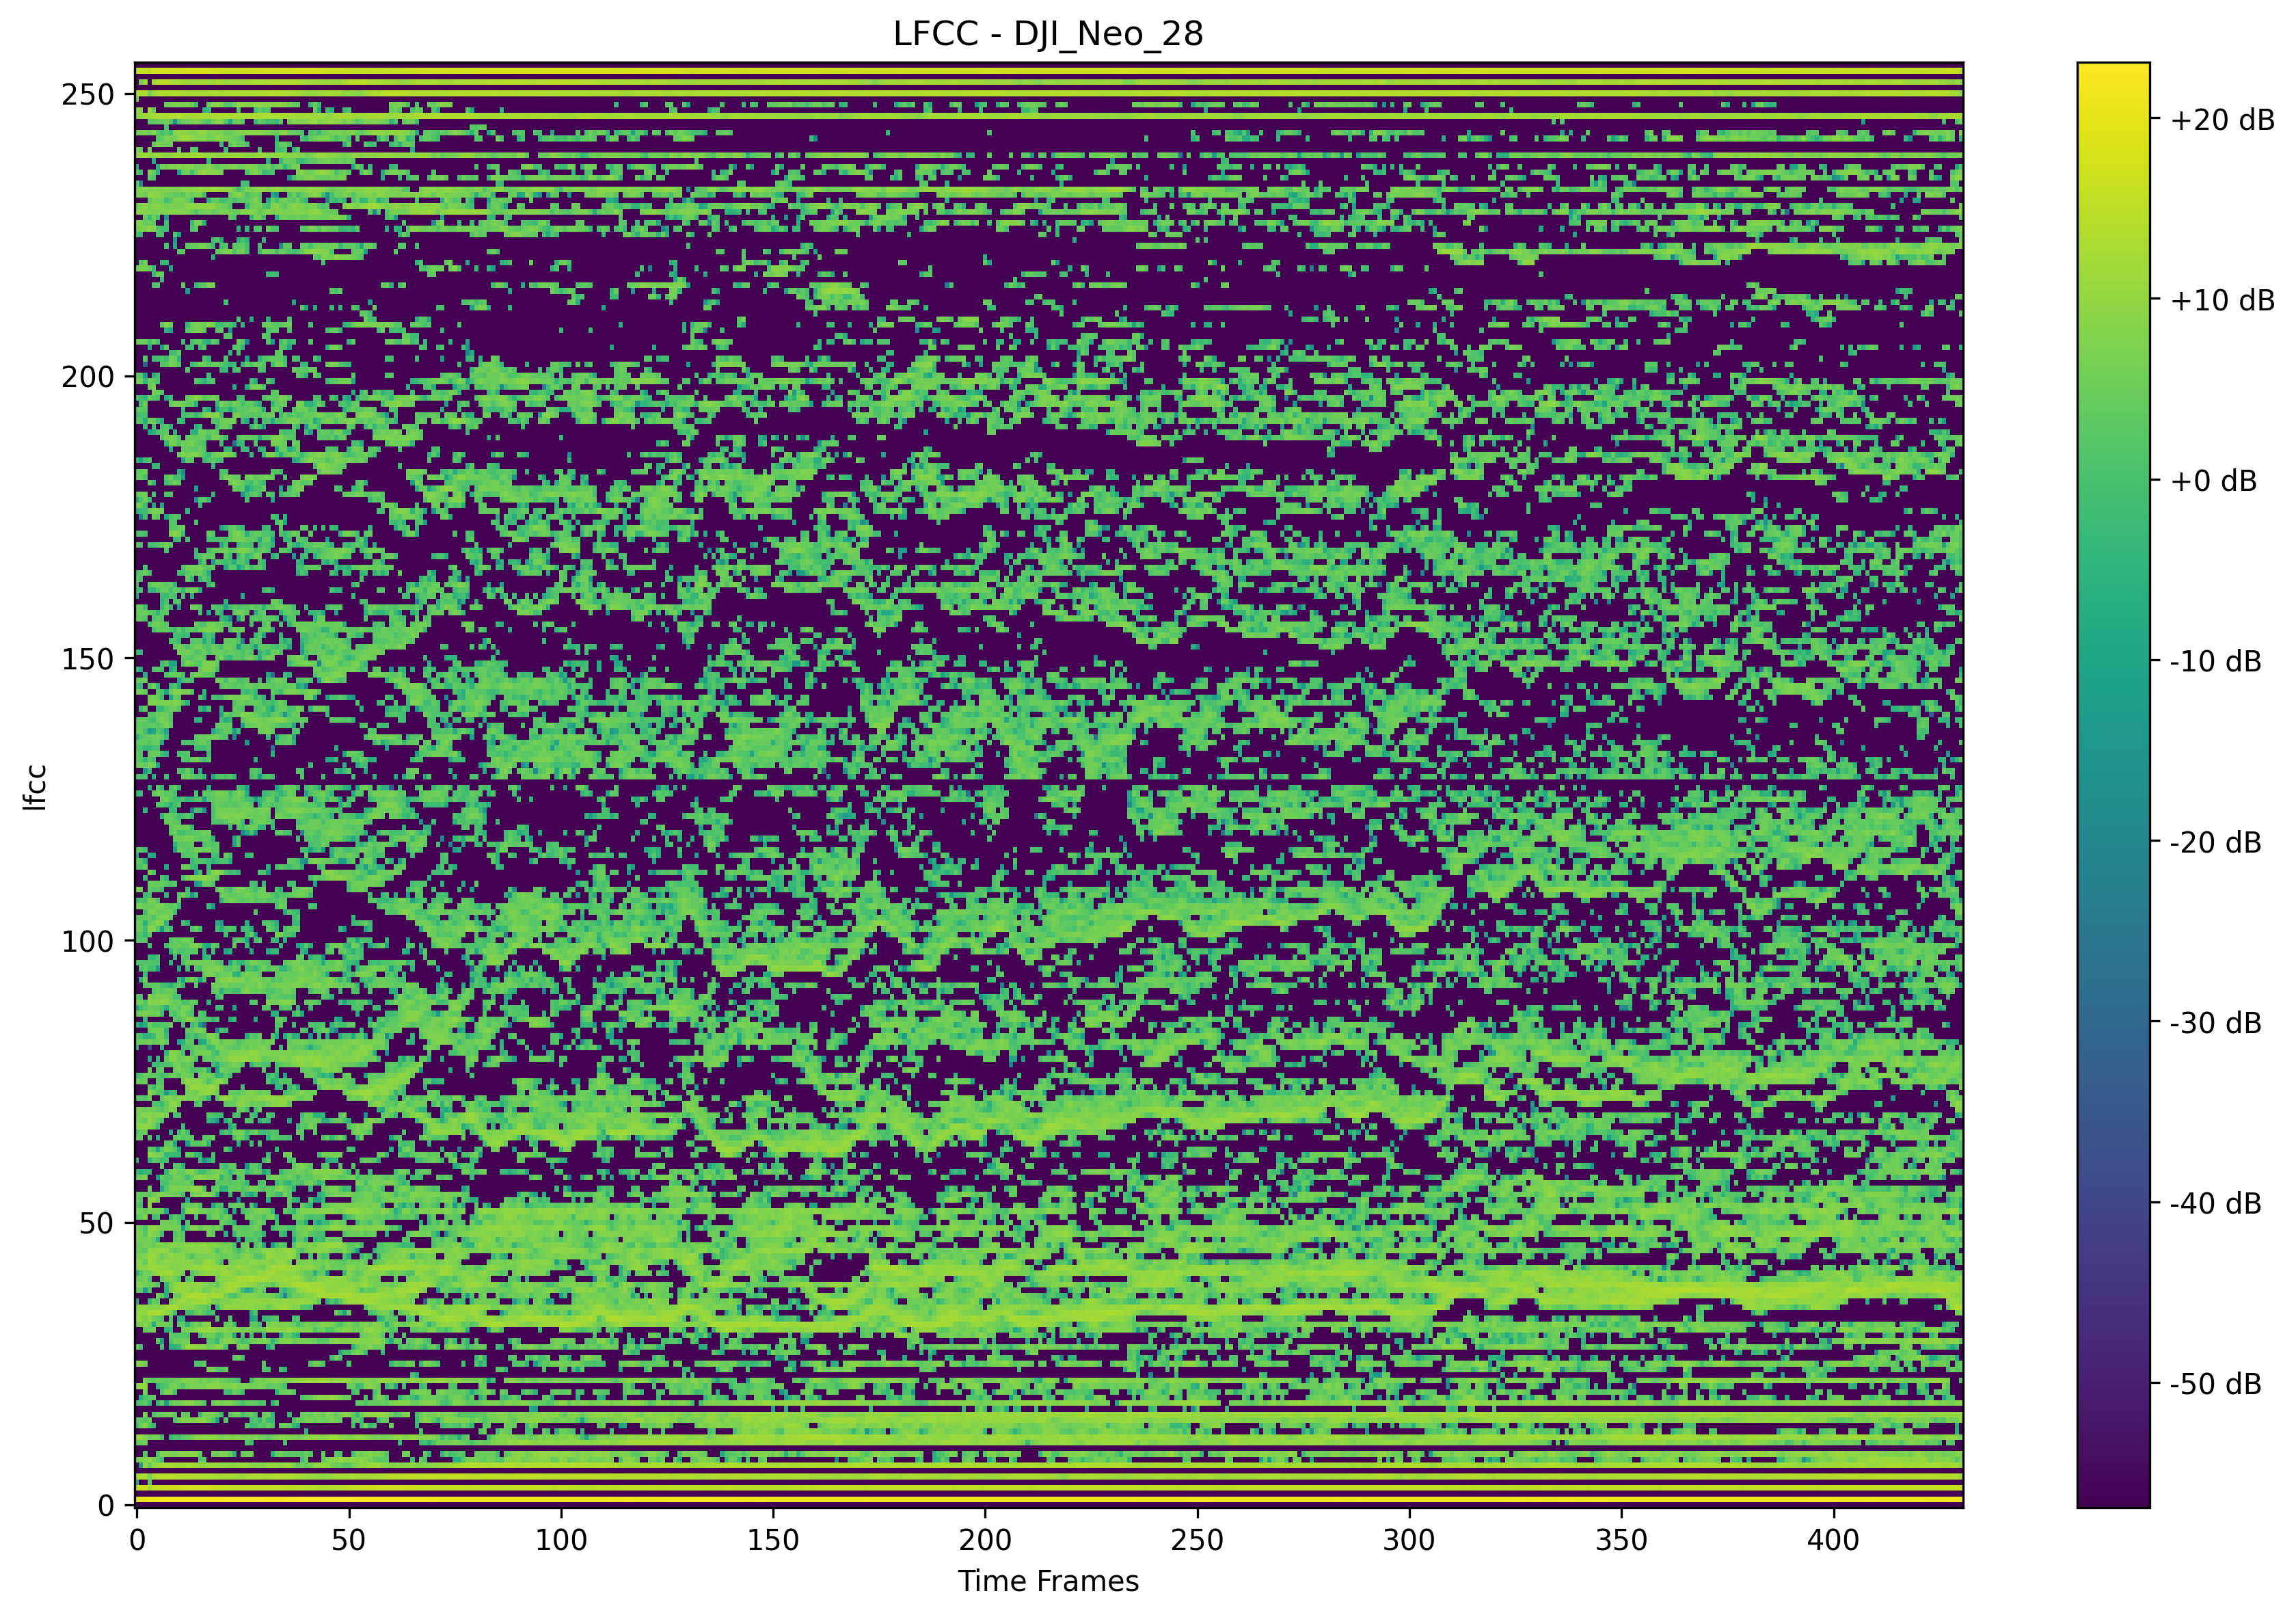 LFCC - DJI_Neo_28
250
200
150
100
50
0
lfcc
0 50 100 150 200 250 300 350 400
Time Frames
+20 dB
+10 dB
+0 dB
-10 dB
-20 dB
-30 dB
-40 dB
-50 dB